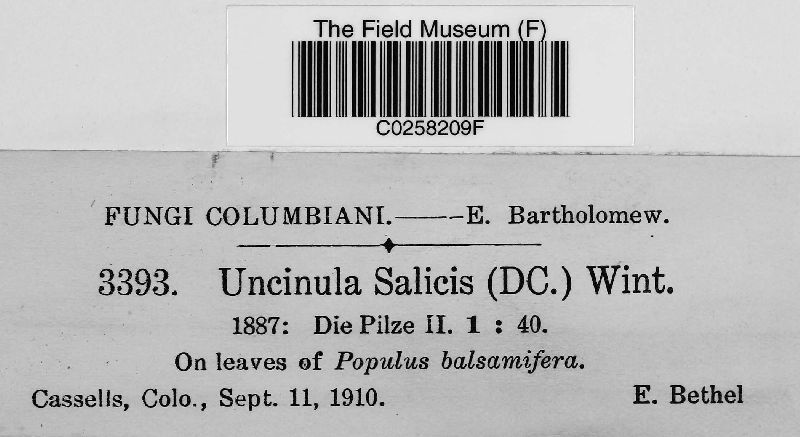 The Field Museum (F)
C0258209F
FUNGI COLUMBIANI.——E. Bartholomew.
3393. Uncinula Salicis (DC.) Wint.
1887: Die Pilze II. 1 : 40.
On leaves of Populus balsamifera.
Cassells, Colo., Sept. 11, 1910. E. Bethel